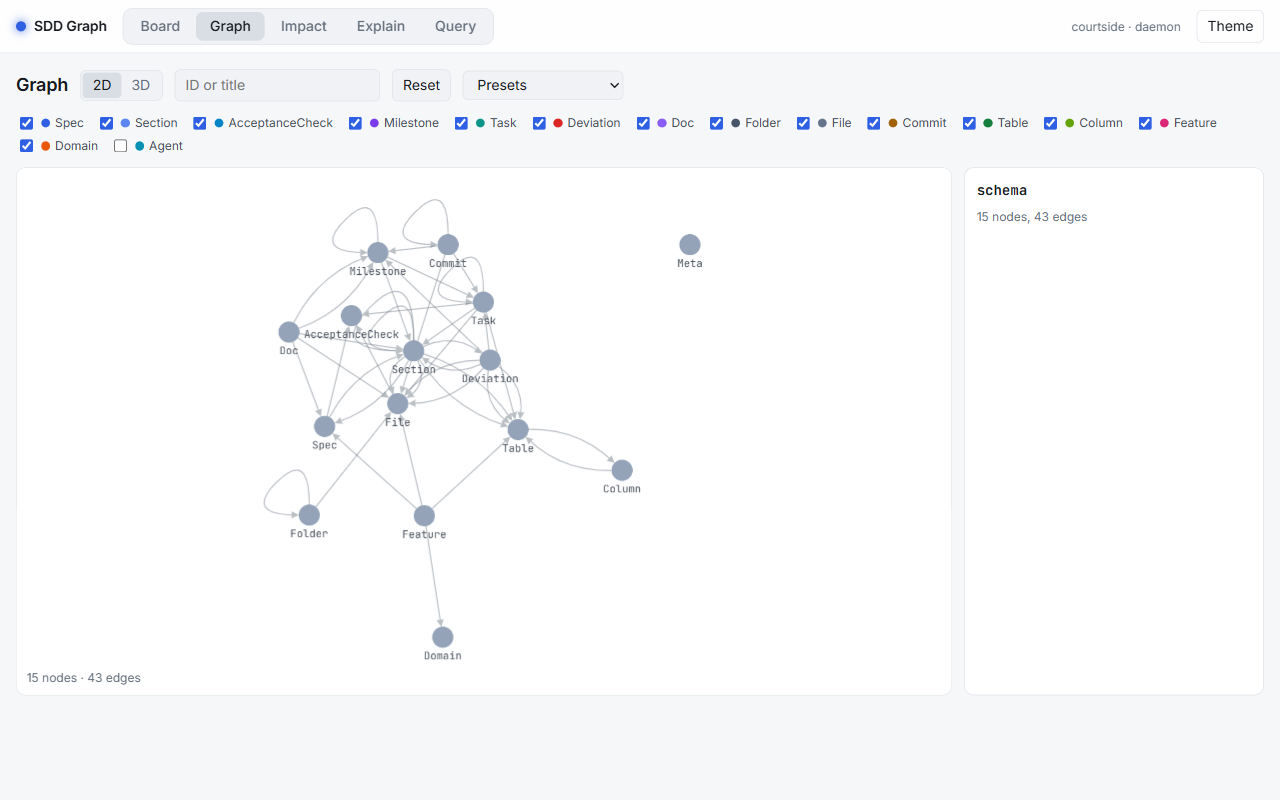 SDD Graph
Board
Graph
Impact
Explain
Query
courtside · daemon
Theme
Graph
2D
3D
ID or title
Reset
Presets
Spec
Section
AcceptanceCheck
Milestone
Task
Deviation
Doc
Folder
File
Commit
Table
Column
Feature
Domain
Agent
Milestone
Commit
Meta
Task
AcceptanceCheck
Doc
Section
Deviation
File
Spec
Table
Column
Folder
Feature
Domain
15 nodes · 43 edges
schema
15 nodes, 43 edges